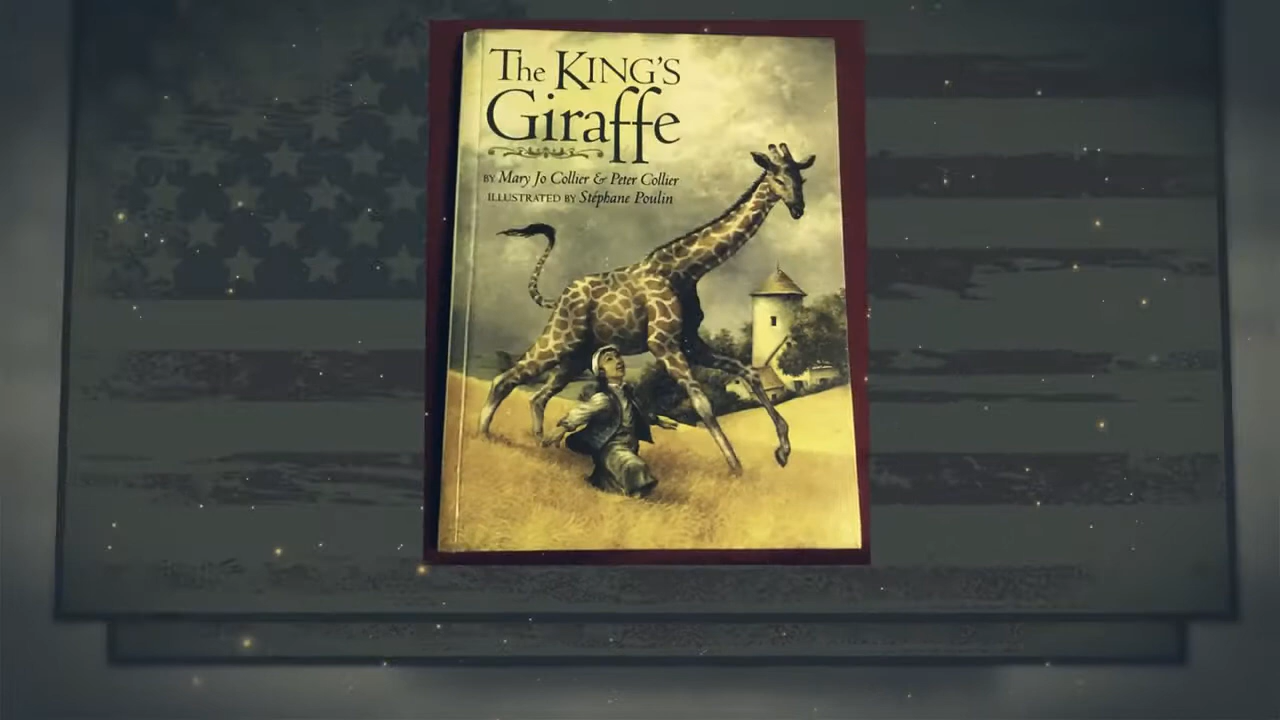 The KING'S
Giraffe
BY Mary Jo Collier & Peter Collier
ILLUSTRATED BY Stéphane Poulin